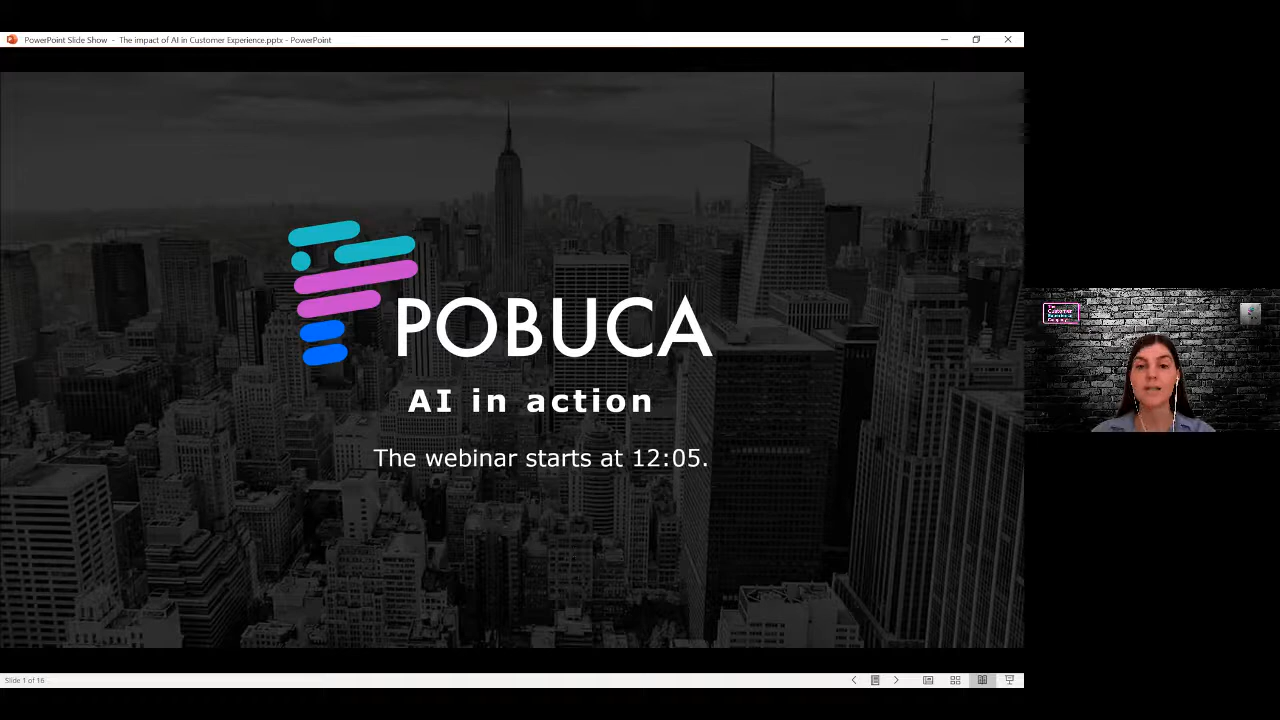 PowerPoint Slide Show - The impact of AI in Customer Experience.pptx - PowerPoint
POBUCA
AI in action
The webinar starts at 12:05.
Slide 1 of 16
Customer